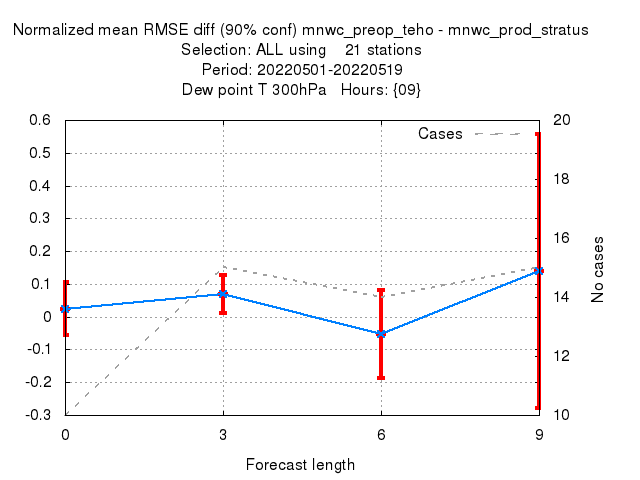 Normalized mean RMSE diff (90% conf) mnwc_preop_teho - mnwc_prod_stratus
Selection: ALL using 21 stations
Period: 20220501-20220519
Dew point T 300hPa Hours: {09}
Cases
0.6
0.5
0.4
0.3
0.2
0.1
0
-0.1
-0.2
-0.3
20
18
16
14
12
10
No cases
0 3 6 9
Forecast length